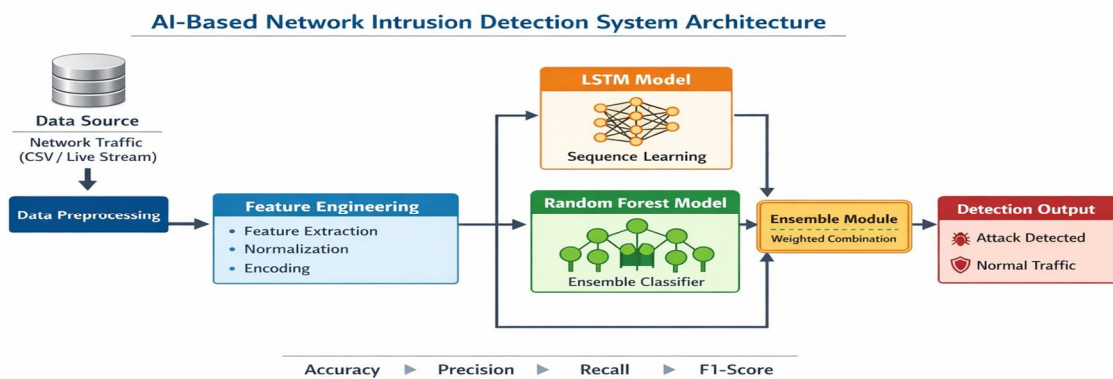 AI-Based Network Intrusion Detection System Architecture
Data Source
Network Traffic
(CSV / Live Stream)
Data Preprocessing
Feature Engineering
• Feature Extraction
• Normalization
• Encoding
LSTM Model
Sequence Learning
Random Forest Model
Ensemble Classifier
Ensemble Module
Weighted Combination
Detection Output
Attack Detected
Normal Traffic
Accuracy ▶ Precision ▶ Recall ▶ F1-Score